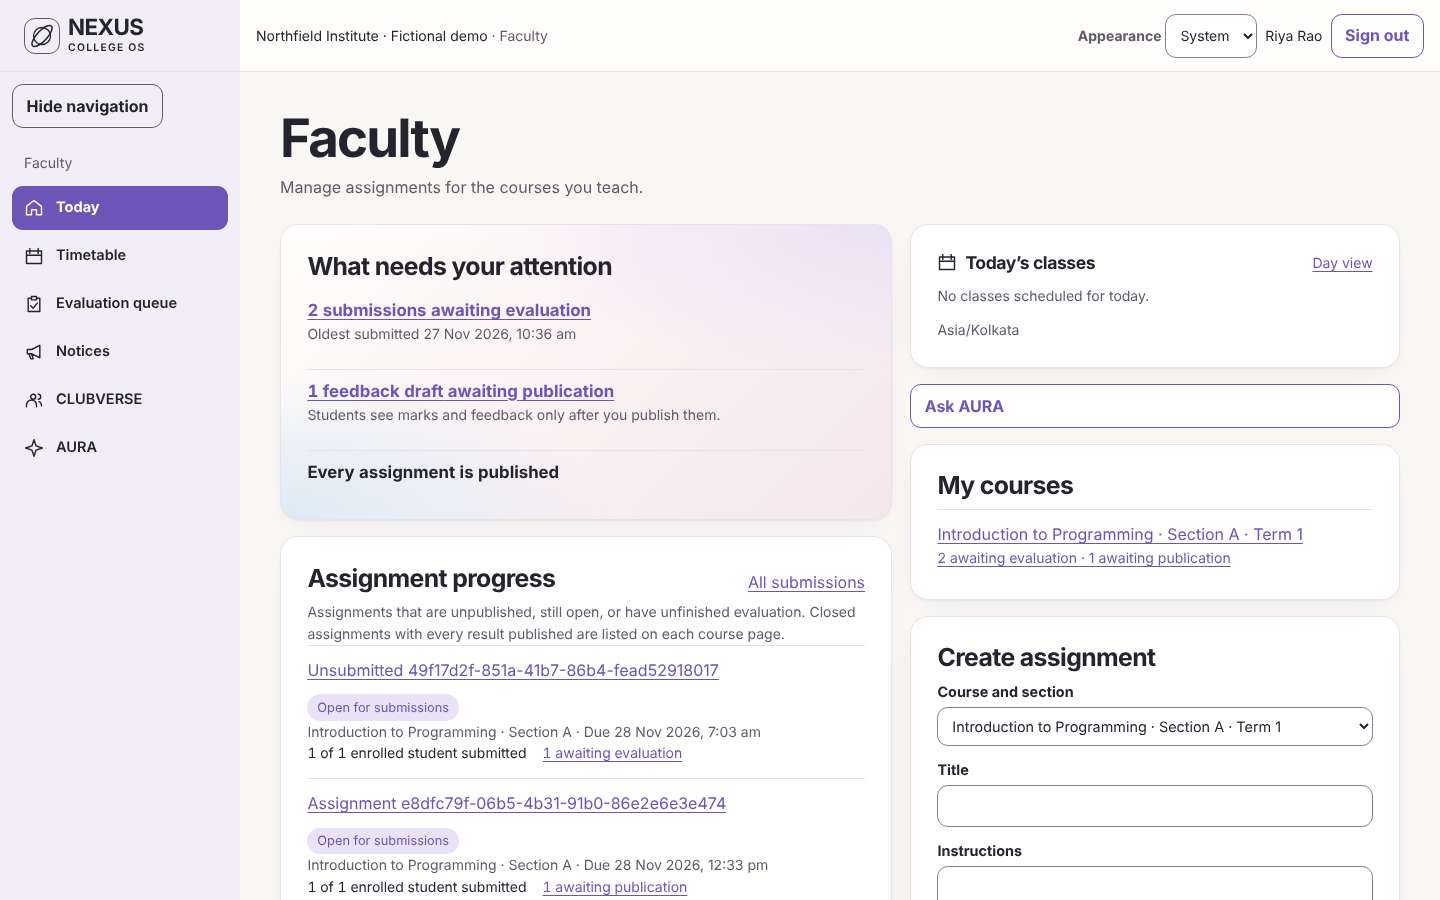 NEXUS
COLLEGE OS
Northfield Institute · Fictional demo · Faculty
Appearance
System
Riya Rao
Sign out
Hide navigation
Faculty
Today
Timetable
Evaluation queue
Notices
CLUBVERSE
AURA
Faculty
Manage assignments for the courses you teach.
What needs your attention
2 submissions awaiting evaluation
Oldest submitted 27 Nov 2026, 10:36 am
1 feedback draft awaiting publication
Students see marks and feedback only after you publish them.
Every assignment is published
Assignment progress
All submissions
Assignments that are unpublished, still open, or have unfinished evaluation. Closed
assignments with every result published are listed on each course page.
Unsubmitted 49f17d2f-851a-41b7-86b4-fead52918017
Open for submissions
Introduction to Programming · Section A · Due 28 Nov 2026, 7:03 am
1 of 1 enrolled student submitted 1 awaiting evaluation
Assignment e8dfc79f-06b5-4b31-91b0-86e2e6e3e474
Open for submissions
Introduction to Programming · Section A · Due 28 Nov 2026, 12:33 pm
1 of 1 enrolled student submitted 1 awaiting publication
Today’s classes
Day view
No classes scheduled for today.
Asia/Kolkata
Ask AURA
My courses
Introduction to Programming · Section A · Term 1
2 awaiting evaluation · 1 awaiting publication
Create assignment
Course and section
Introduction to Programming · Section A · Term 1
Title
Instructions